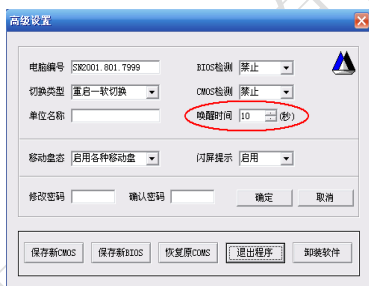 高级设置
电脑编号 SN2001.801.7999 BIOS检测 禁止
切换类型 重启－软切换 CMOS检测 禁止
单位名称 唤醒时间 10 (秒)
移动盘态 启用各种移动盘 闪屏提示 启用
修改密码 确认密码 确定 取消
保存新CMOS 保存新BIOS 恢复原COMS 退出程序 卸装软件